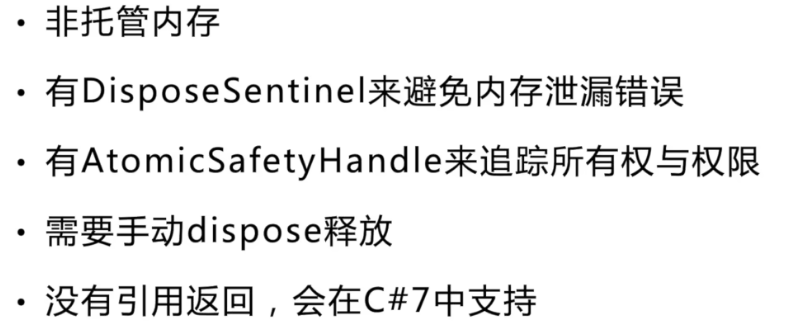 • 非托管内存
• 有DisposeSentinel来避免内存泄漏错误
• 有AtomicSafetyHandle来追踪所有权与权限
• 需要手动dispose释放
• 没有引用返回，会在C#7中支持